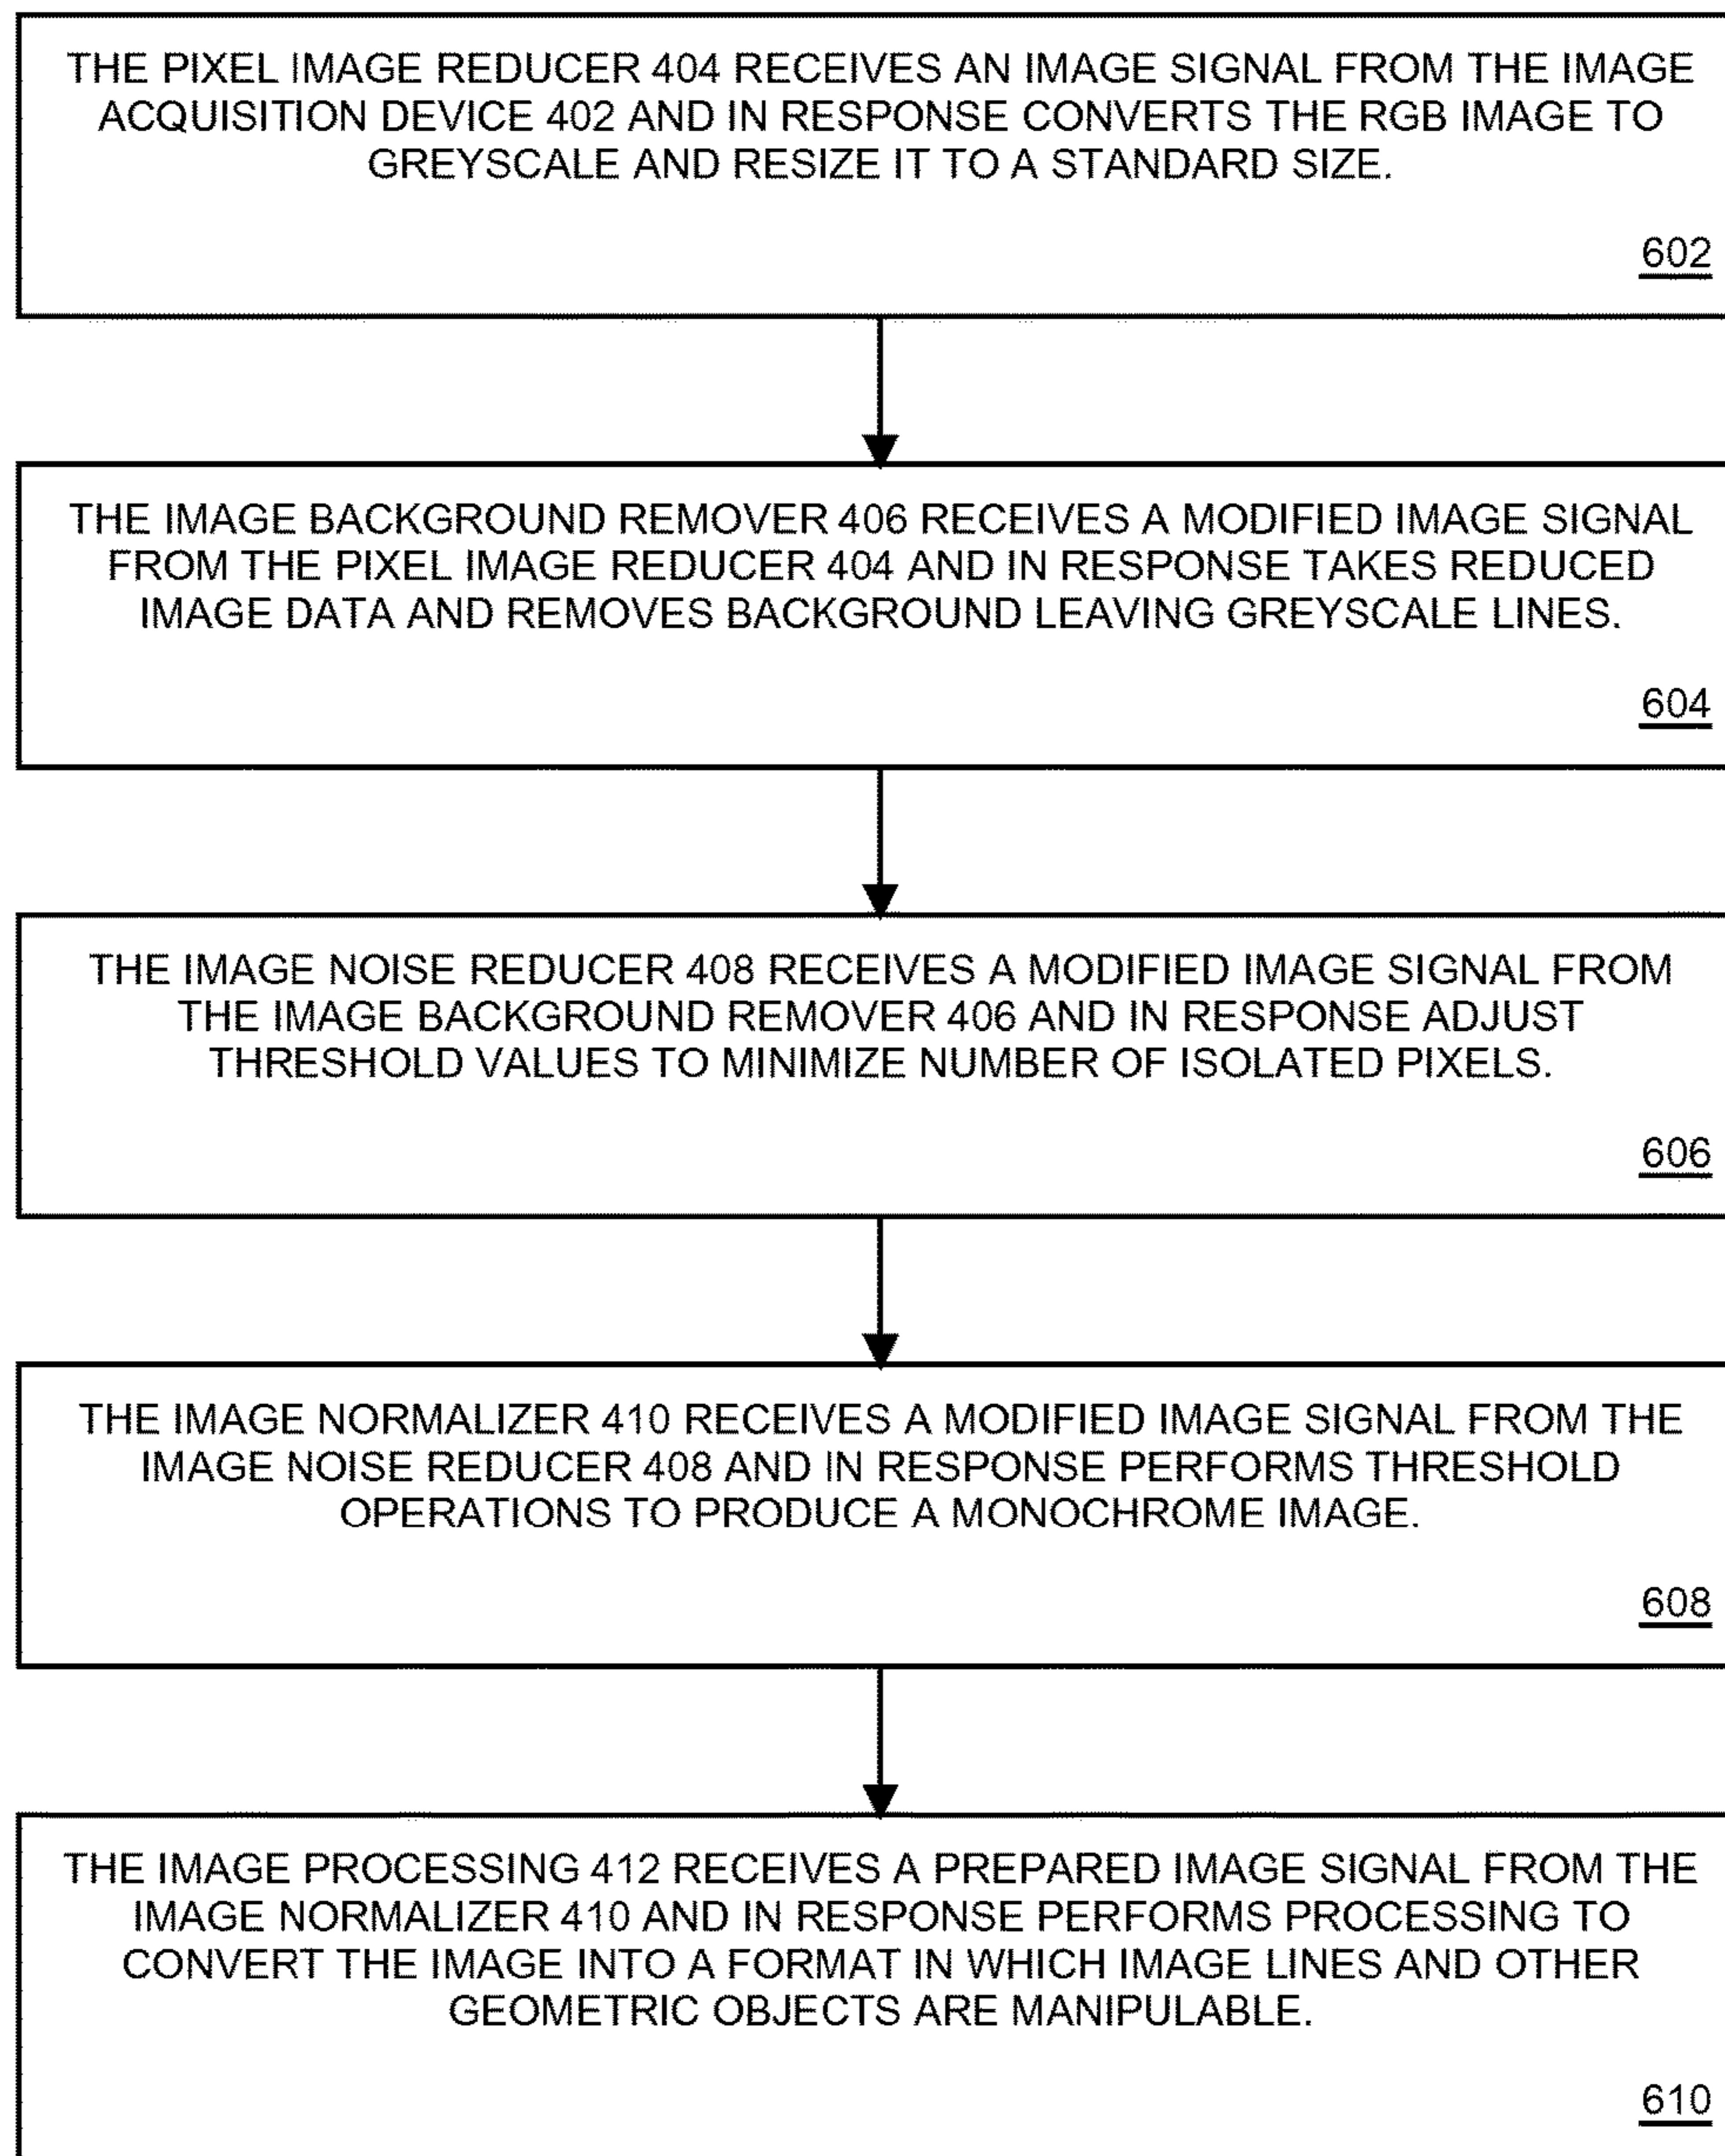 THE PIXEL IMAGE REDUCER 404 RECEIVES AN IMAGE SIGNAL FROM THE IMAGE
ACQUISITION DEVICE 402 AND IN RESPONSE CONVERTS THE RGB IMAGE TO
GREYSCALE AND RESIZE IT TO A STANDARD SIZE.
602
THE IMAGE BACKGROUND REMOVER 406 RECEIVES A MODIFIED IMAGE SIGNAL
FROM THE PIXEL IMAGE REDUCER 404 AND IN RESPONSE TAKES REDUCED
IMAGE DATA AND REMOVES BACKGROUND LEAVING GREYSCALE LINES.
604
THE IMAGE NOISE REDUCER 408 RECEIVES A MODIFIED IMAGE SIGNAL FROM
THE IMAGE BACKGROUND REMOVER 406 AND IN RESPONSE ADJUST
THRESHOLD VALUES TO MINIMIZE NUMBER OF ISOLATED PIXELS.
606
THE IMAGE NORMALIZER 410 RECEIVES A MODIFIED IMAGE SIGNAL FROM THE
IMAGE NOISE REDUCER 408 AND IN RESPONSE PERFORMS THRESHOLD
OPERATIONS TO PRODUCE A MONOCHROME IMAGE.
608
THE IMAGE PROCESSING 412 RECEIVES A PREPARED IMAGE SIGNAL FROM THE
IMAGE NORMALIZER 410 AND IN RESPONSE PERFORMS PROCESSING TO
CONVERT THE IMAGE INTO A FORMAT IN WHICH IMAGE LINES AND OTHER
GEOMETRIC OBJECTS ARE MANIPULABLE.
610